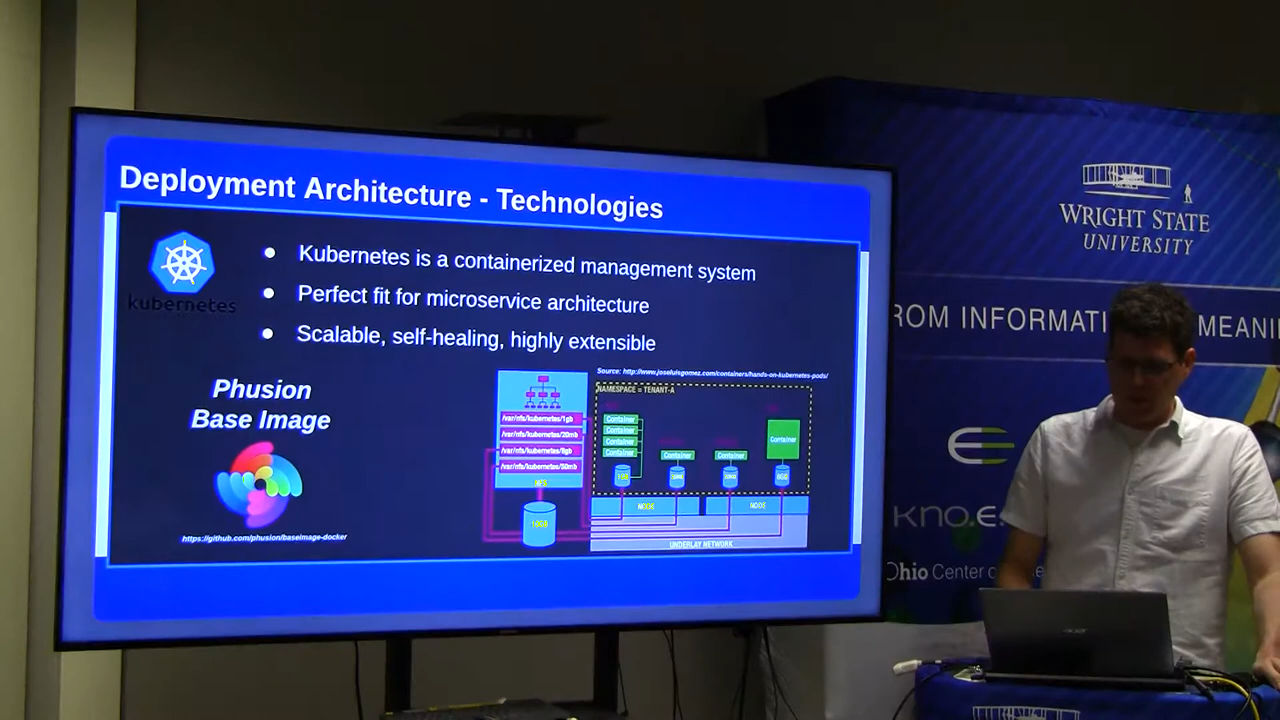 Deployment Architecture - Technologies
kubernetes
Kubernetes is a containerized management system
Perfect fit for microservice architecture
Scalable, self-healing, highly extensible
Phusion
Base Image
https://github.com/phusion/baseimage-docker
Source: http://www.joseluisgomez.com/containers/hands-on-kubernetes-pods/
/var/nfs/kubernetes/1gb
/var/nfs/kubernetes/20mb
/var/nfs/kubernetes/8gb
/var/nfs/kubernetes/50mb
NFS
10GB
NAMESPACE = TENANT-A
Container
Container
Container
Container
Container
Container
Container
1GB
8GB
NODE
NODE
UNDERLAY NETWORK
WRIGHT STATE
UNIVERSITY
ROM INFORMATI MEANI
kno.e
Ohio Center o
acer
WRIGHT STATE